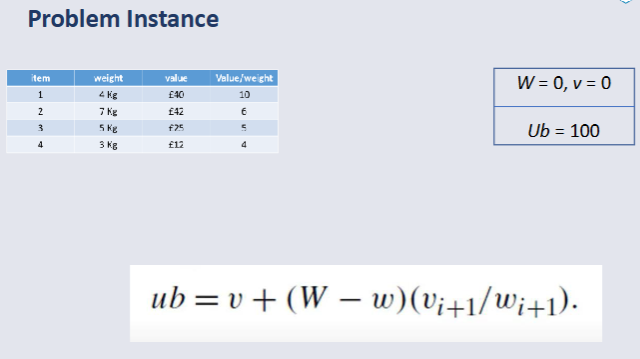 Problem Instance
item weight value Value/weight
1 4 Kg £40 10
2 7 Kg £42 6
3 5 Kg £25 5
4 3 Kg £12 4
W = 0, v = 0
Ub = 100
ub = v + (W − w)(vᵢ₊₁/wᵢ₊₁).